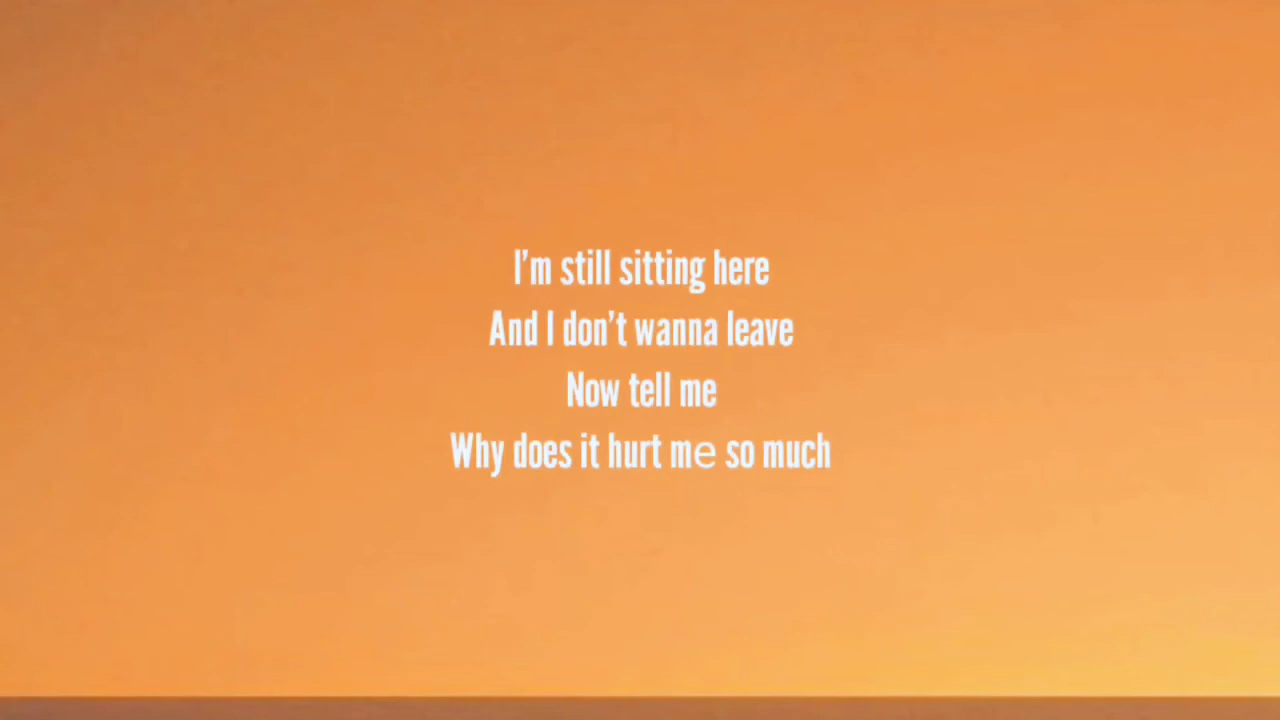 I’m still sitting here
And I don’t wanna leave
Now tell me
Why does it hurt me so much